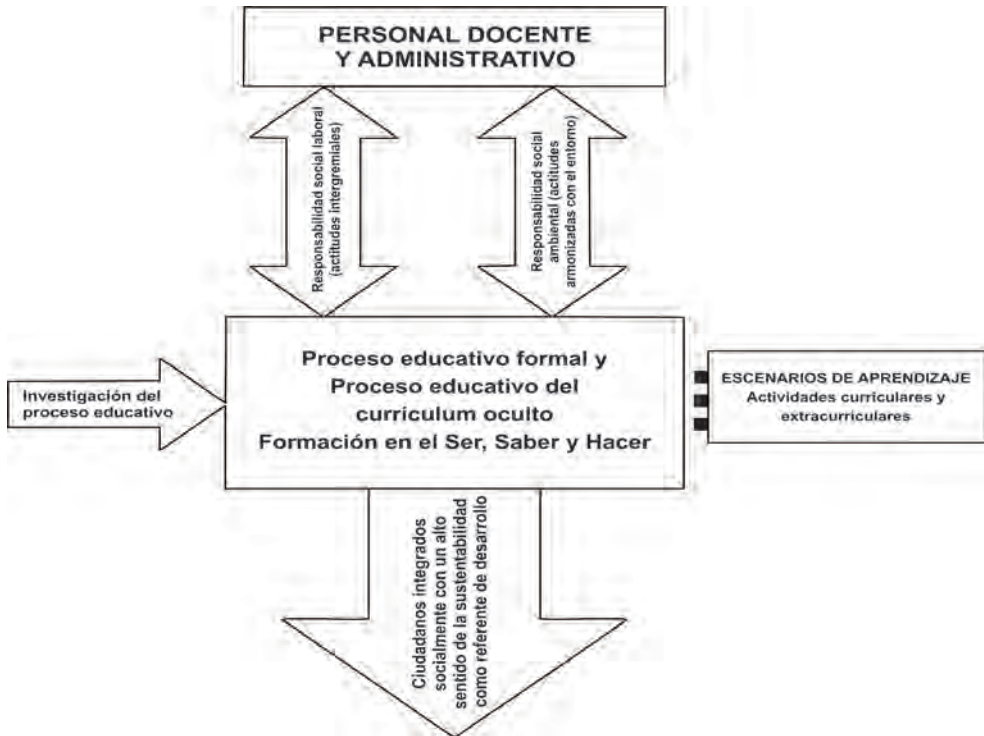 PERSONAL DOCENTE
Y ADMINISTRATIVO
Responsabilidad social laboral
(actitudes intergremiales)
Responsabilidad social
ambiental (actitudes
armonizadas con el entorno)
Investigación del
proceso educativo
Proceso educativo formal y
Proceso educativo del
curriculum oculto
Formación en el Ser, Saber y Hacer
ESCENARIOS DE APRENDIZAJE
Actividades curriculares y
extracurriculares
Ciudadanos integrados
socialmente con un alto
sentido de la sustentabilidad
como referente de desarrollo